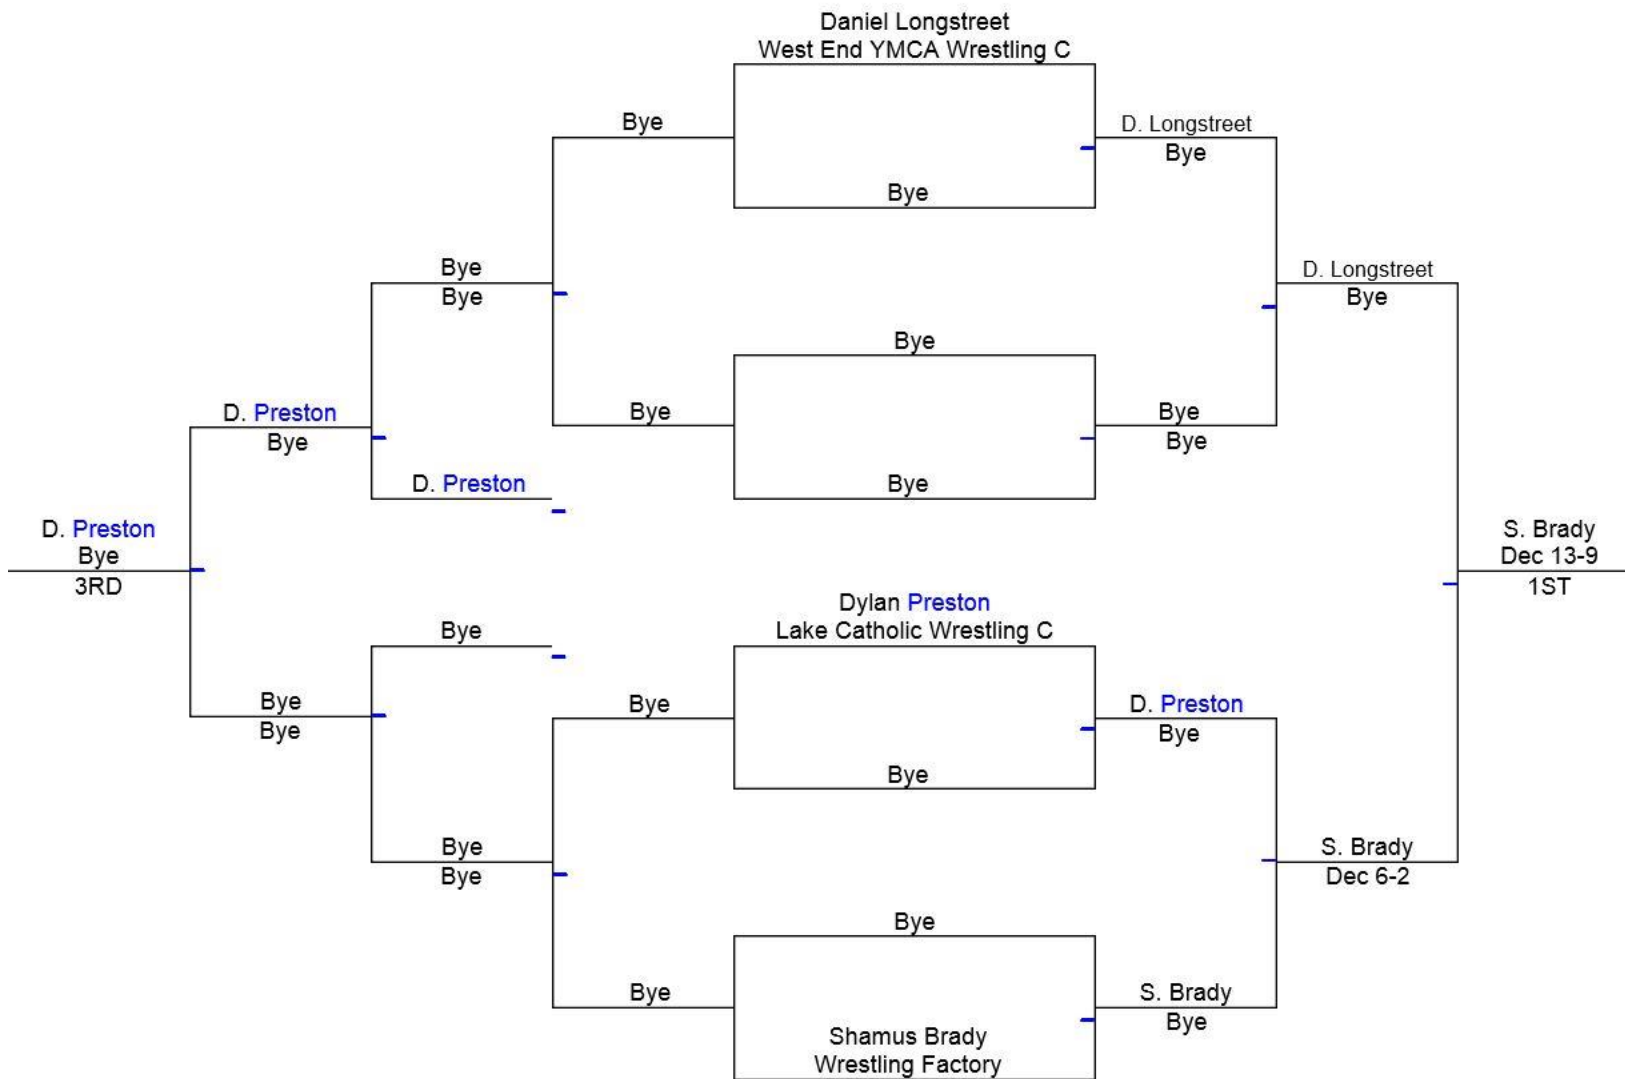 Daniel Longstreet
West End YMCA Wrestling C
Bye
D. Longstreet
Bye
Bye
Bye
Bye
D. Longstreet
Bye
Bye
Bye
Bye
Bye
Bye
D. Preston
Bye
D. Preston
D. Preston
Bye
3RD
S. Brady
Dec 13-9
1ST
Dylan Preston
Lake Catholic Wrestling C
Bye
Bye
Bye
Bye
D. Preston
Bye
Bye
Bye
Bye
S. Brady
Dec 6-2
Bye
Bye
S. Brady
Bye
Shamus Brady
Wrestling Factory